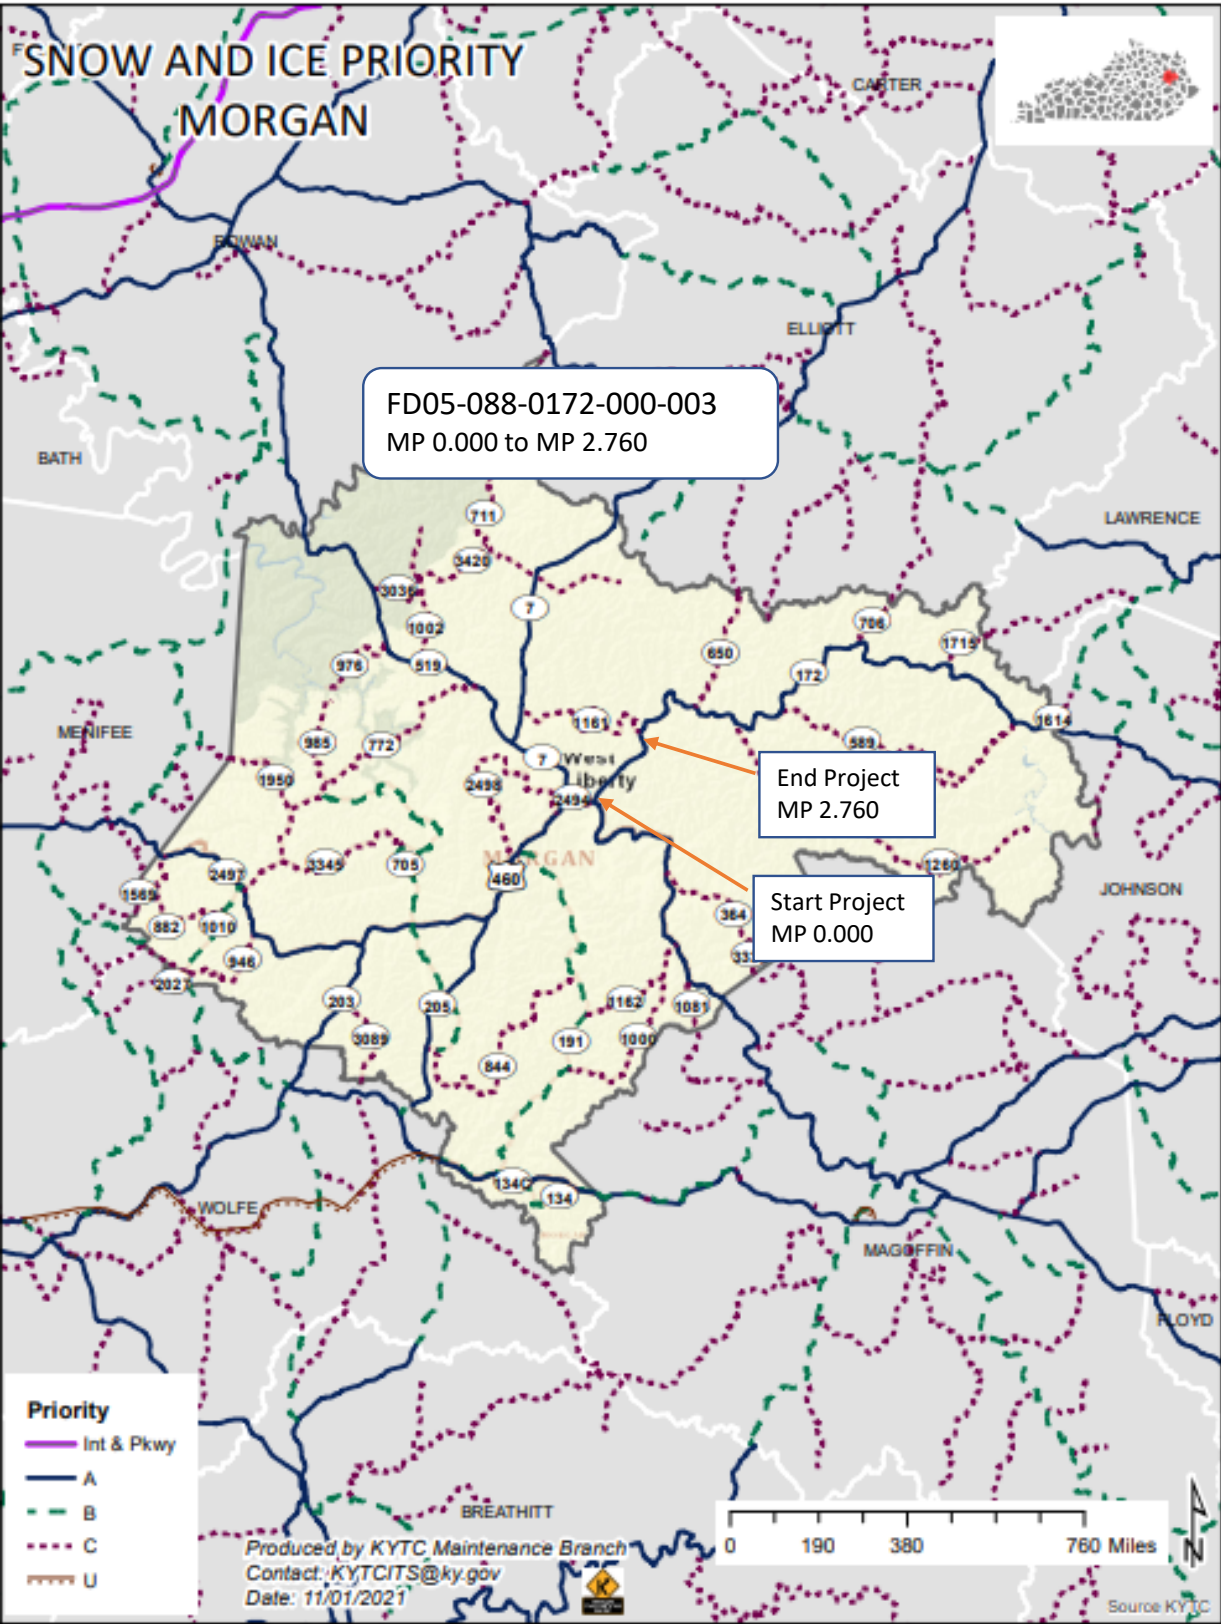 SNOW AND ICE PRIORITY
MORGAN
CARTER
ROWAN
ELLIOTT
FD05-088-0172-000-003
MP 0.000 to MP 2.760
BATH
LAWRENCE
711
3420
3036
7
1002
706
1715
650
976
519
172
1161
1614
MENIFEE
985
772
589
7
West
Liberty
1950
2498
2494
End Project
MP 2.760
MORGAN
3345
705
460
1260
2497
1569
JOHNSON
Start Project
MP 0.000
364
882
1010
946
2027
203
205
1162
1081
3089
191
1000
844
134
WOLFE
MAGOFFIN
FLOYD
Priority
Int & Pkwy
A
B
C
U
BREATHITT
Produced by KYTC Maintenance Branch
Contact: KYTCITS@ky.gov
Date: 11/01/2021
0 190 380 760 Miles
N
Source KYTC